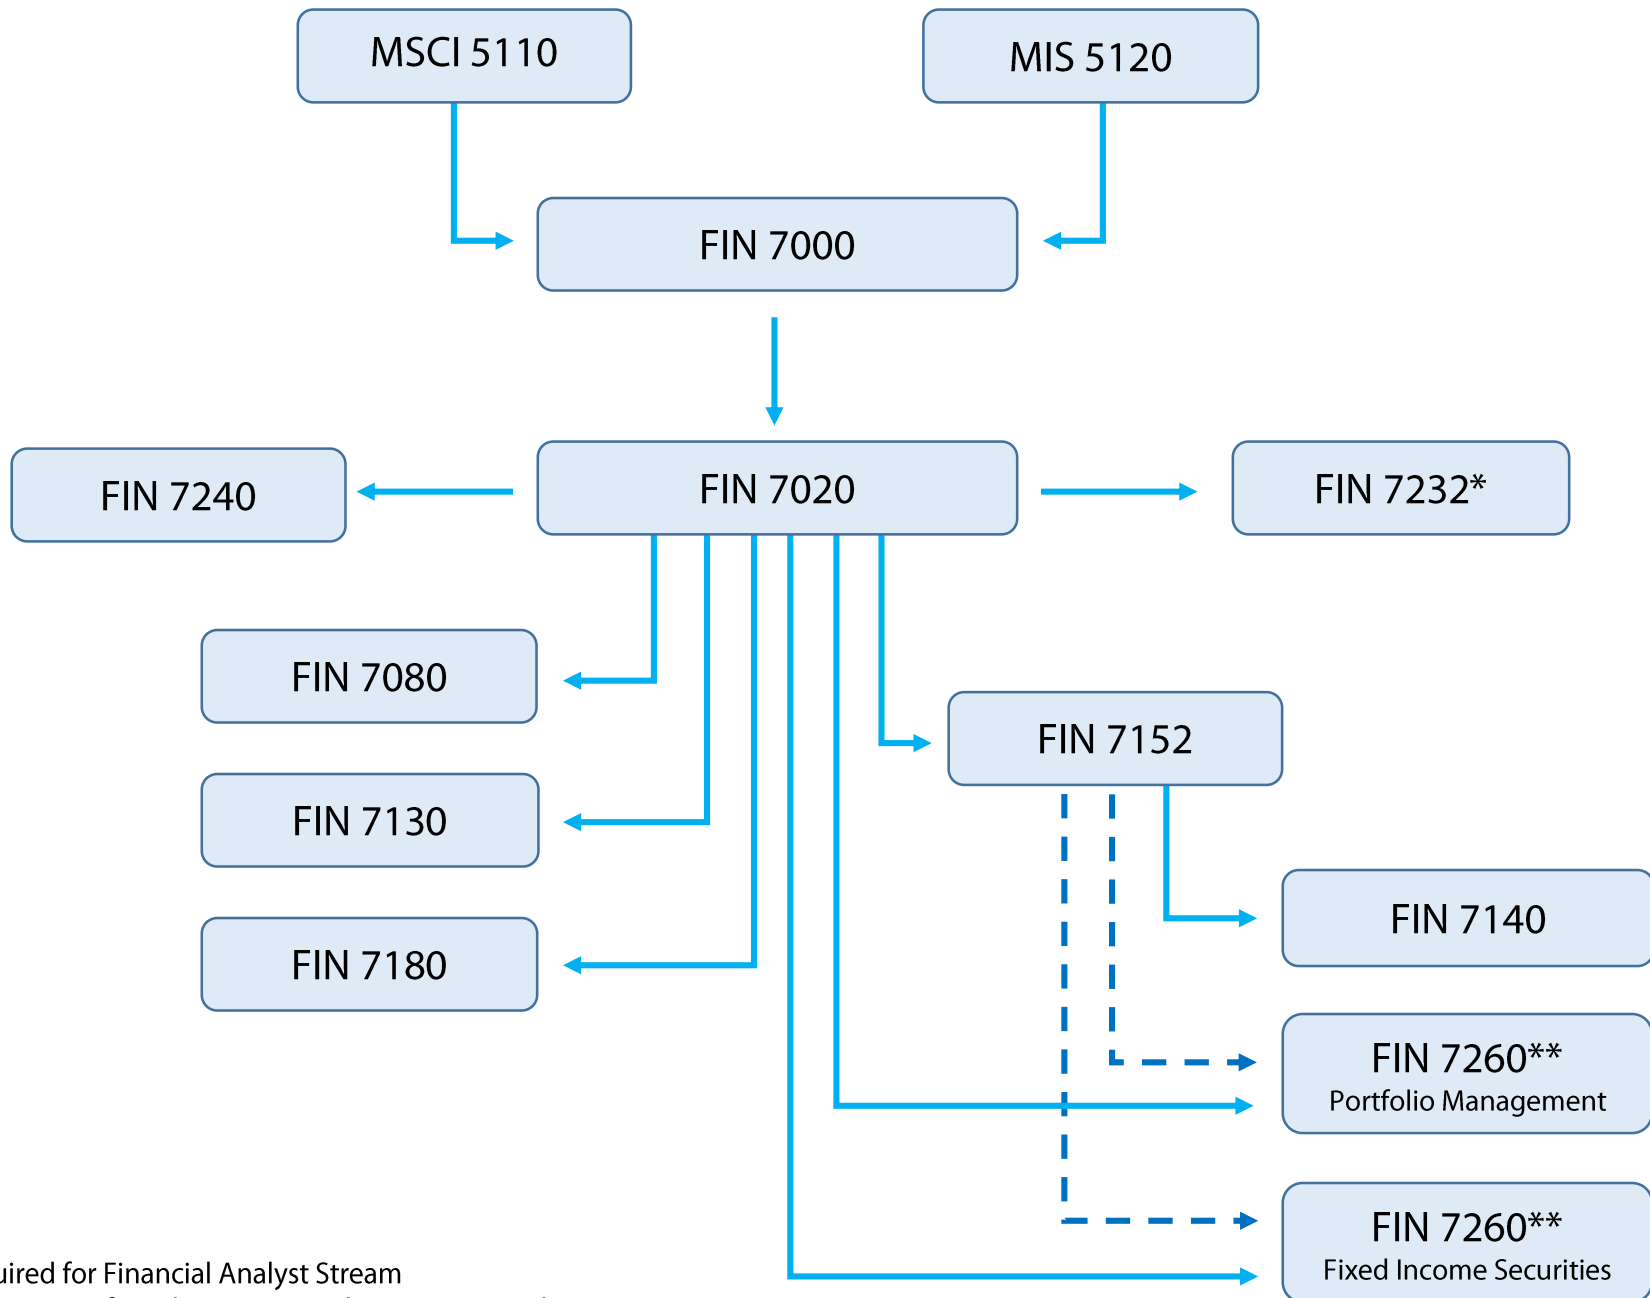 MSCI 5110
MIS 5120
FIN 7000
FIN 7240
FIN 7020
FIN 7232*
FIN 7080
FIN 7152
FIN 7130
FIN 7140
FIN 7180
FIN 7260**
Portfolio Management
FIN 7260**
Fixed Income Securities
for Financial Analyst Stream